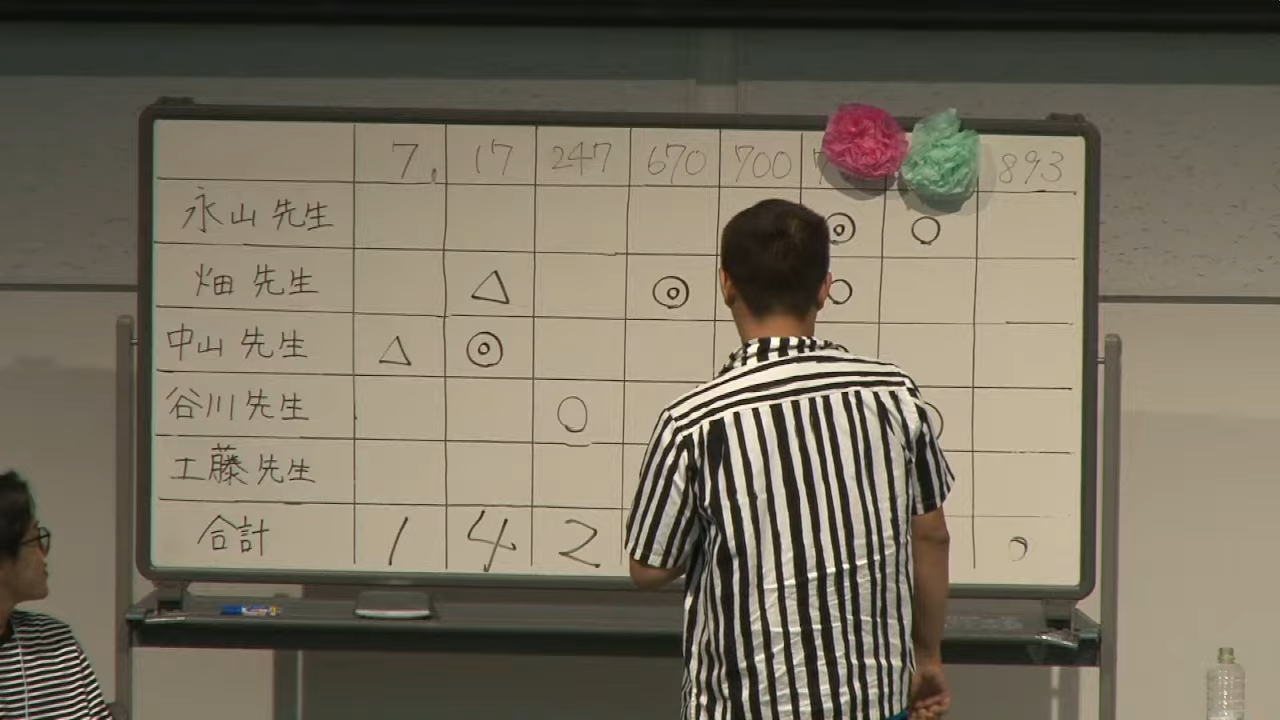 7 17 247 670 700 7 893
永山先生 ◎ ○
畑先生 △ ◎ ○
中山先生 △ ◎
谷川先生 ○
工藤先生
合計 1 4 2